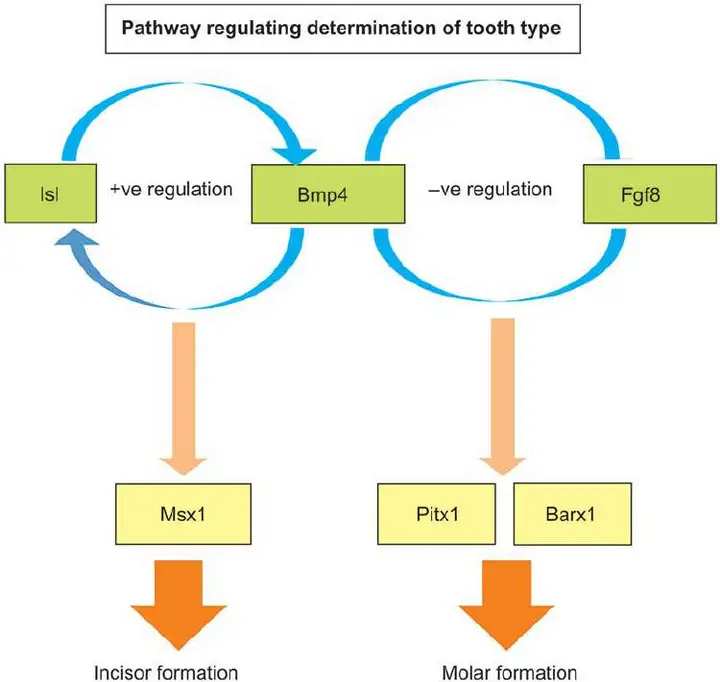 Pathway regulating determination of tooth type
Isl
+ve regulation
Bmp4
–ve regulation
Fgf8
Msx1
Pitx1
Barx1
Incisor formation
Molar formation